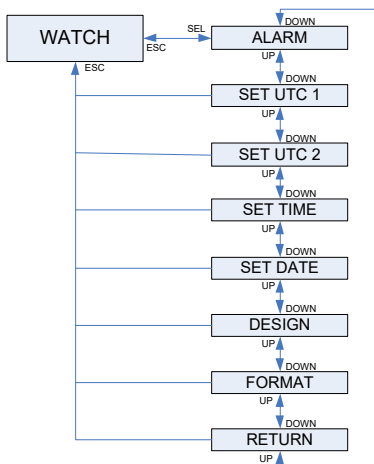 DOWN
WATCH
SEL
ESC
ALARM
ESC
UP
DOWN
SET UTC 1
UP
DOWN
SET UTC 2
UP
DOWN
SET TIME
UP
DOWN
SET DATE
UP
DOWN
DESIGN
UP
DOWN
FORMAT
UP
DOWN
RETURN
UP